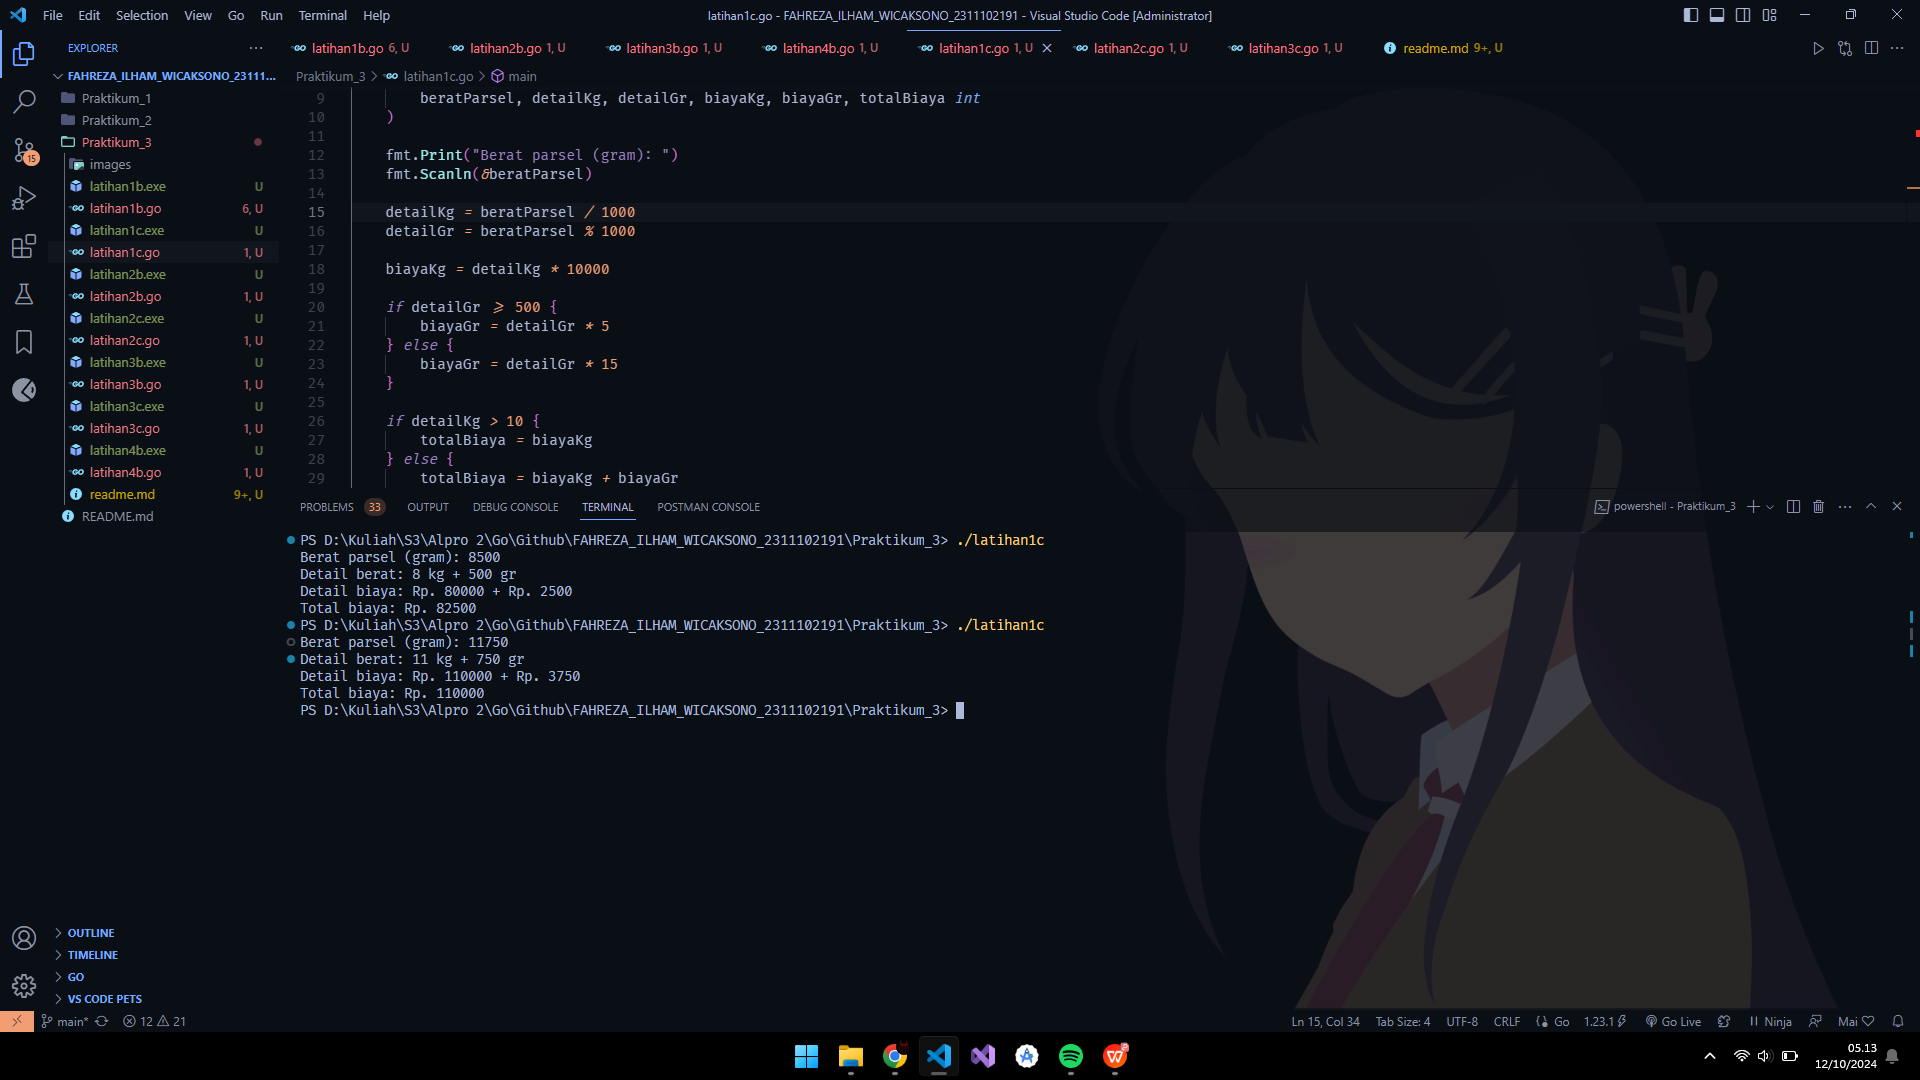 File Edit Selection View Go Run Terminal Help
latihan1c.go - FAHREZA_ILHAM_WICAKSONO_2311102191 - Visual Studio Code [Administrator]
EXPLORER
latihan1b.go 6, U
latihan2b.go 1, U
latihan3b.go 1, U
latihan4b.go 1, U
latihan1c.go 1, U
latihan2c.go 1, U
latihan3c.go 1, U
readme.md 9+, U
FAHREZA_ILHAM_WICAKSONO_23111...
Praktikum_1
Praktikum_2
Praktikum_3
images
latihan1b.exe U
latihan1b.go 6, U
latihan1c.exe U
latihan1c.go 1, U
latihan2b.exe U
latihan2b.go 1, U
latihan2c.exe U
latihan2c.go 1, U
latihan3b.exe U
latihan3b.go 1, U
latihan3c.exe U
latihan3c.go 1, U
latihan4b.exe U
latihan4b.go 1, U
readme.md 9+, U
README.md
15
OUTLINE
TIMELINE
GO
VS CODE PETS
Praktikum_3 > latihan1c.go > main
9 beratParsel, detailKg, detailGr, biayaKg, biayaGr, totalBiaya int
10 )
11
12 fmt.Print("Berat parsel (gram): ")
13 fmt.Scanln(&beratParsel)
14
15 detailKg = beratParsel / 1000
16 detailGr = beratParsel % 1000
17
18 biayaKg = detailKg * 10000
19
20 if detailGr >= 500 {
21 biayaGr = detailGr * 5
22 } else {
23 biayaGr = detailGr * 15
24 }
25
26 if detailKg > 10 {
27 totalBiaya = biayaKg
28 } else {
29 totalBiaya = biayaKg + biayaGr
PROBLEMS 33 OUTPUT DEBUG CONSOLE TERMINAL POSTMAN CONSOLE
powershell - Praktikum_3
PS D:\Kuliah\S3\Alpro 2\Go\Github\FAHREZA_ILHAM_WICAKSONO_2311102191\Praktikum_3> ./latihan1c
Berat parsel (gram): 8500
Detail berat: 8 kg + 500 gr
Detail biaya: Rp. 80000 + Rp. 2500
Total biaya: Rp. 82500
PS D:\Kuliah\S3\Alpro 2\Go\Github\FAHREZA_ILHAM_WICAKSONO_2311102191\Praktikum_3> ./latihan1c
Berat parsel (gram): 11750
Detail berat: 11 kg + 750 gr
Detail biaya: Rp. 110000 + Rp. 3750
Total biaya: Rp. 110000
PS D:\Kuliah\S3\Alpro 2\Go\Github\FAHREZA_ILHAM_WICAKSONO_2311102191\Praktikum_3>
main* 12 21
Ln 15, Col 34 Tab Size: 4 UTF-8 CRLF Go 1.23.1 Go Live Ninja Mai
05.13
12/10/2024